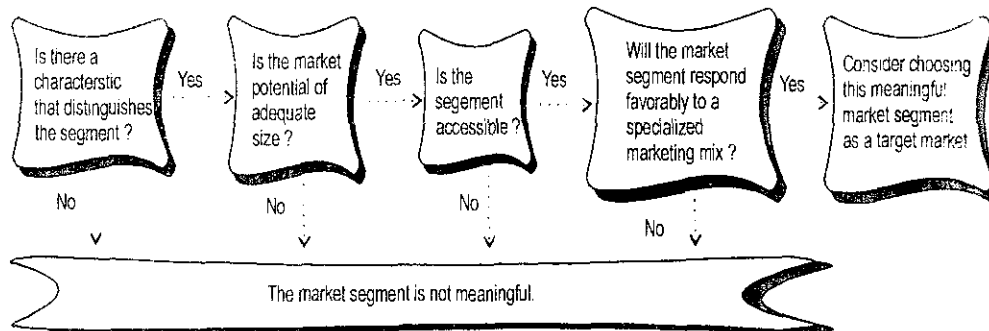 Is there a
characterstic
that distinguishes
the segment ?
Yes
Is the market
potential of
adequate
size ?
Yes
Is the
segement
accessible ?
Yes
Will the market
segment respond
favorably to a
specialized
marketing mix ?
Yes
Consider choosing
this meaningful
market segment
as a target market
No
No
No
No
The market segment is not meaningful.